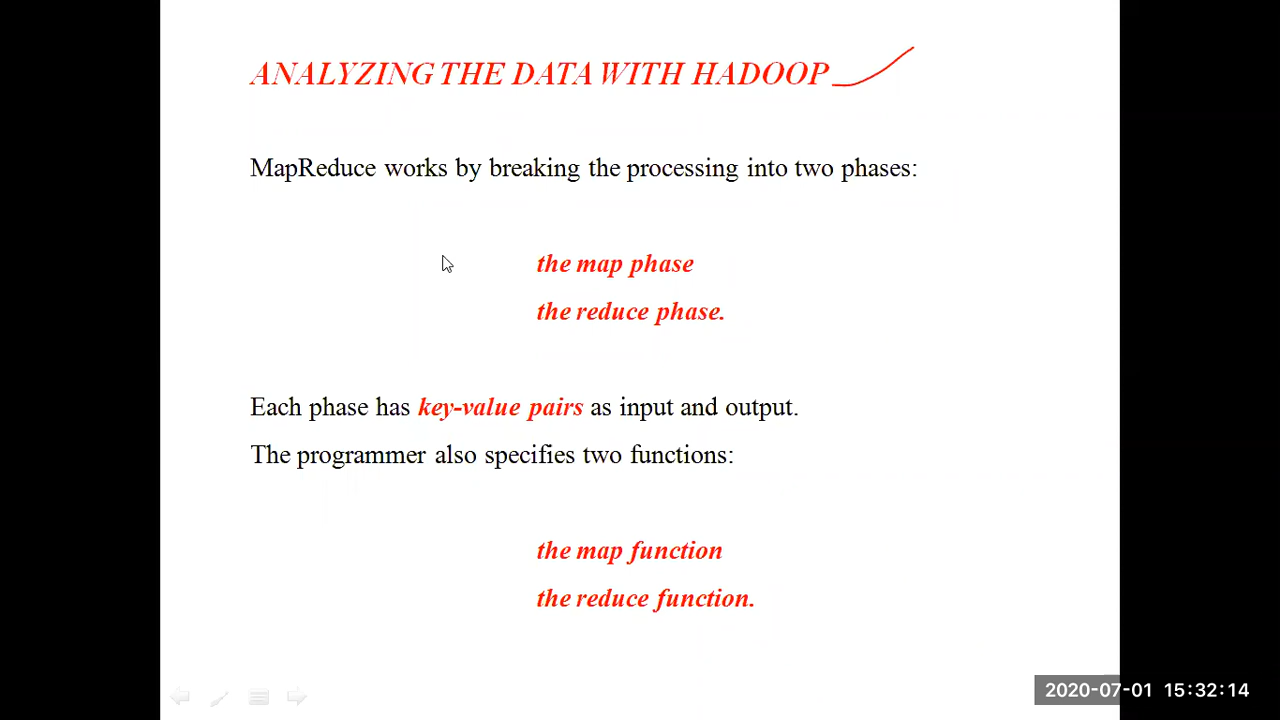 ANALYZING THE DATA WITH HADOOP
MapReduce works by breaking the processing into two phases:
the map phase
the reduce phase.
Each phase has key-value pairs as input and output.
The programmer also specifies two functions:
the map function
the reduce function.
2020-07-01 15:32:14